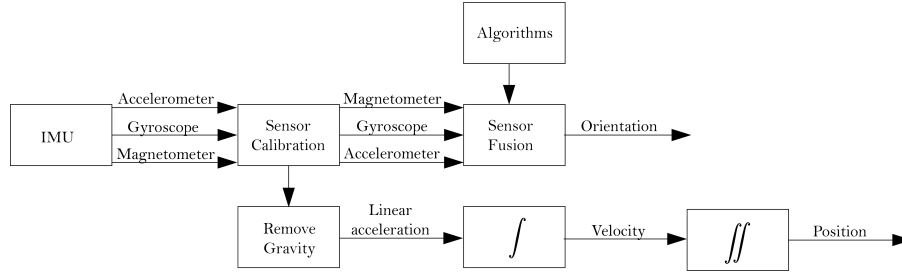 Algorithms
Accelerometer
Magnetometer
IMU
Gyroscope
Sensor
Calibration
Gyroscope
Sensor
Fusion
Orientation
Magnetometer
Accelerometer
Remove
Gravity
Linear
acceleration
∫
Velocity
∬
Position